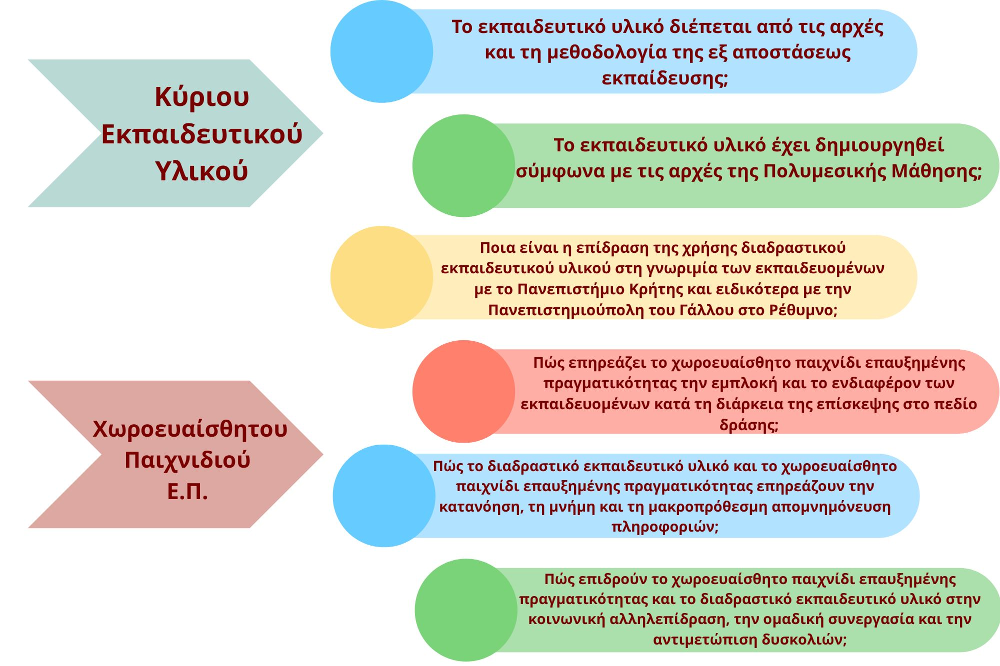 Κύριου
Εκπαιδευτικού
Υλικού
Το εκπαιδευτικό υλικό διέπεται από τις αρχές
και τη μεθοδολογία της εξ αποστάσεως
εκπαίδευσης;
Το εκπαιδευτικό υλικό έχει δημιουργηθεί
σύμφωνα με τις αρχές της Πολυμεσικής Μάθησης;
Ποια είναι η επίδραση της χρήσης διαδραστικού
εκπαιδευτικού υλικού στη γνωριμία των εκπαιδευομένων
με το Πανεπιστήμιο Κρήτης και ειδικότερα με την
Πανεπιστημιούπολη του Γάλλου στο Ρέθυμνο;
Χωροευαίσθητου
Παιχνιδιού
Ε.Π.
Πώς επηρεάζει το χωροευαίσθητο παιχνίδι επαυξημένης
πραγματικότητας την εμπλοκή και το ενδιαφέρον των
εκπαιδευομένων κατά τη διάρκεια της επίσκεψης στο πεδίο
δράσης;
Πώς το διαδραστικό εκπαιδευτικό υλικό και το χωροευαίσθητο
παιχνίδι επαυξημένης πραγματικότητας επηρεάζουν την
κατανόηση, τη μνήμη και τη μακροπρόθεσμη απομνημόνευση
πληροφοριών;
Πώς επιδρούν το χωροευαίσθητο παιχνίδι επαυξημένης
πραγματικότητας και το διαδραστικό εκπαιδευτικό υλικό στην
κοινωνική αλληλεπίδραση, την ομαδική συνεργασία και την
αντιμετώπιση δυσκολιών;